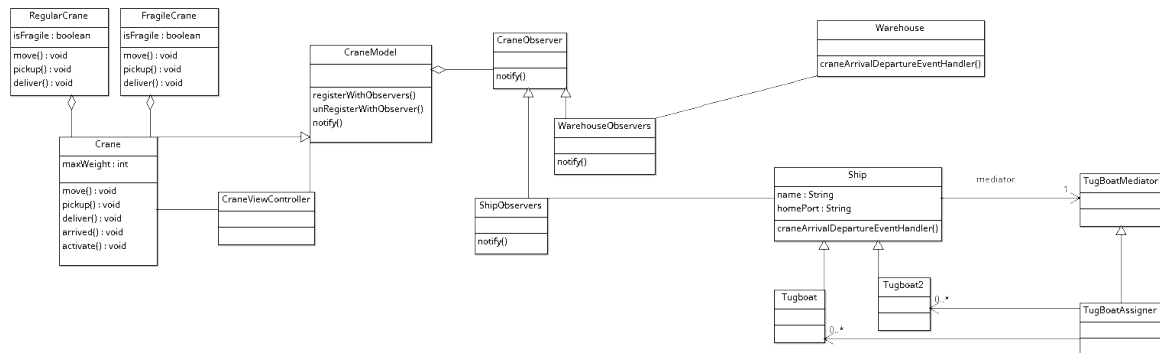 RegularCrane
isFragile : boolean
move() : void
pickup() : void
deliver() : void
FragileCrane
isFragile : boolean
move() : void
pickup() : void
deliver() : void
CraneModel
registerWithObservers()
unRegisterWithObserver()
notify()
CraneObserver
notify()
Warehouse
craneArrivalDepartureEventHandler()
WarehouseObservers
notify()
Crane
maxWeight : int
move() : void
pickup() : void
deliver() : void
arrived() : void
activate() : void
CraneViewController
ShipObservers
notify()
Ship
name : String
homePort : String
craneArrivalDepartureEventHandler()
mediator
1
TugBoatMediator
Tugboat
0..*
Tugboat2
0..*
TugBoatAssigner